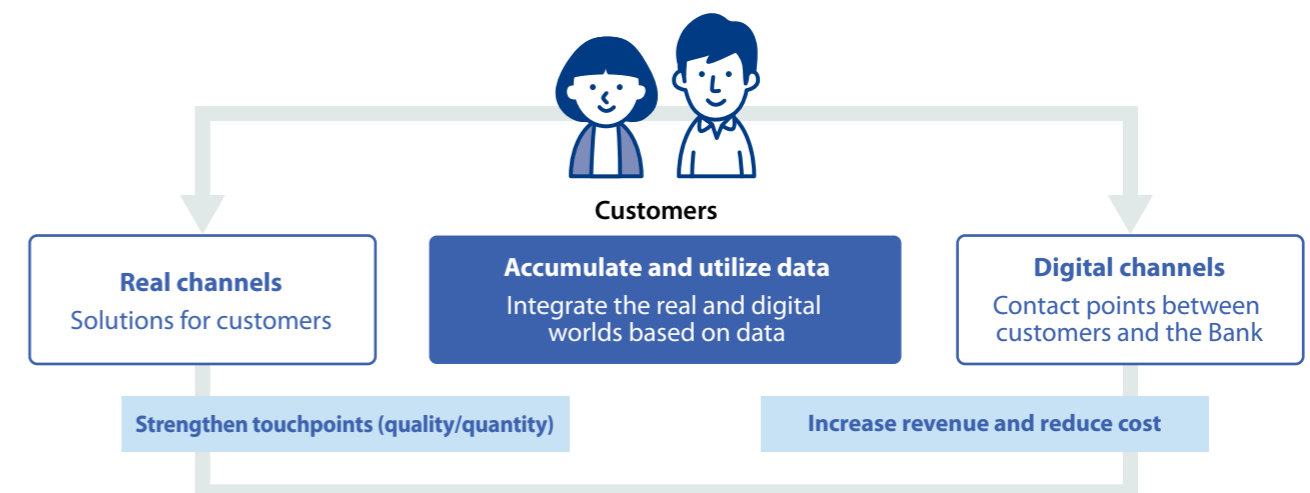 Customers
Real channels
Solutions for customers
Accumulate and utilize data
Integrate the real and digital
worlds based on data
Digital channels
Contact points between
customers and the Bank
Strengthen touchpoints (quality/quantity)
Increase revenue and reduce cost